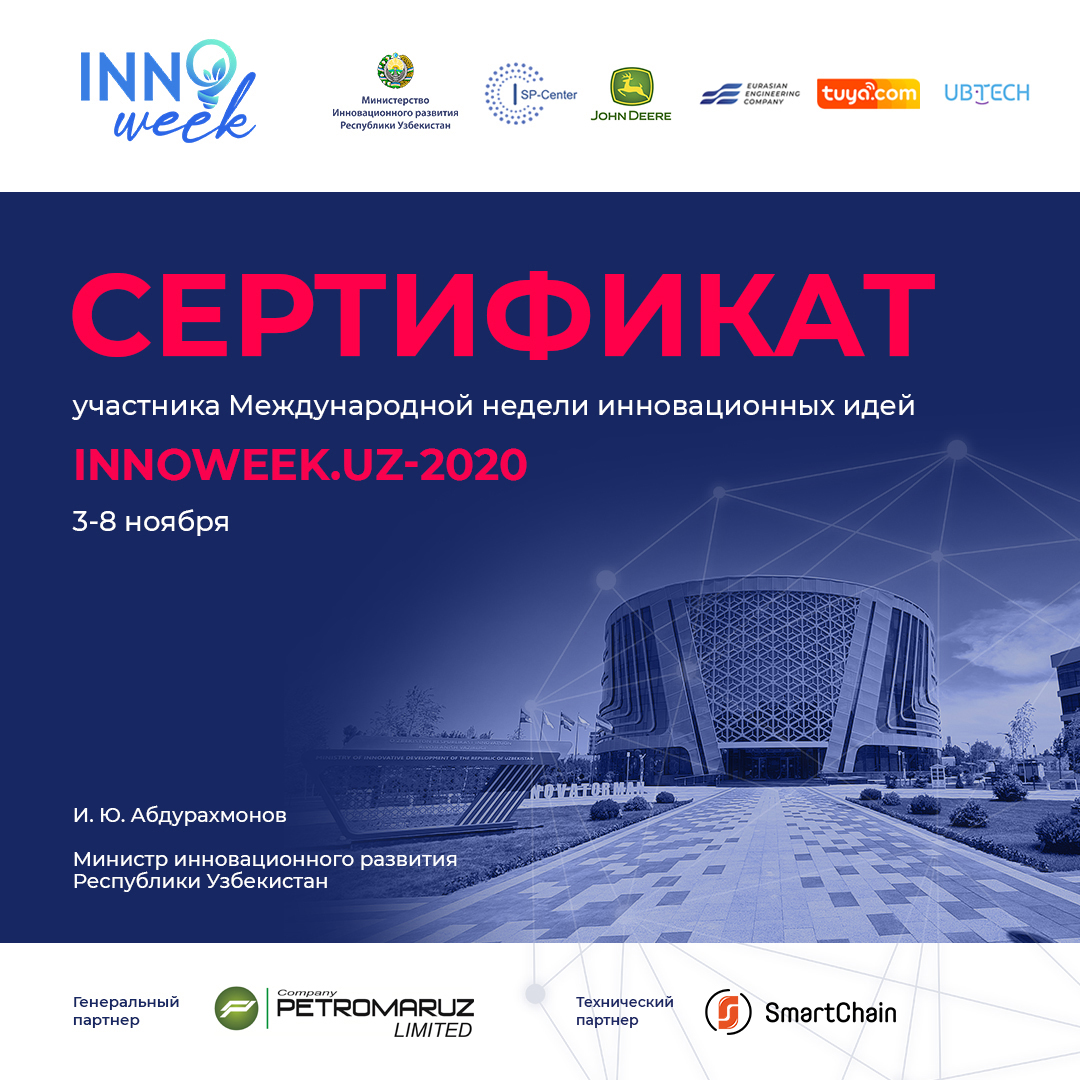 INNO
week
Министерство
Инновационного развития
Республики Узбекистан
SP-Center
JOHN DEERE
EURASIAN
ENGINEERING
COMPANY
tuya.com
UBTECH
СЕРТИФИКАТ
участника Международной недели инновационных идей
INNOWEEK.UZ-2020
3-8 ноября
MINISTRY OF INNOVATIVE DEVELOPMENT OF THE REPUBLIC OF UZBEKISTAN
NOVATORMAN
И. Ю. Абдурахмонов
Министр инновационного развития
Республики Узбекистан
Генеральный
партнер
Company
PETROMARUZ
LIMITED
Технический
партнер
SmartChain